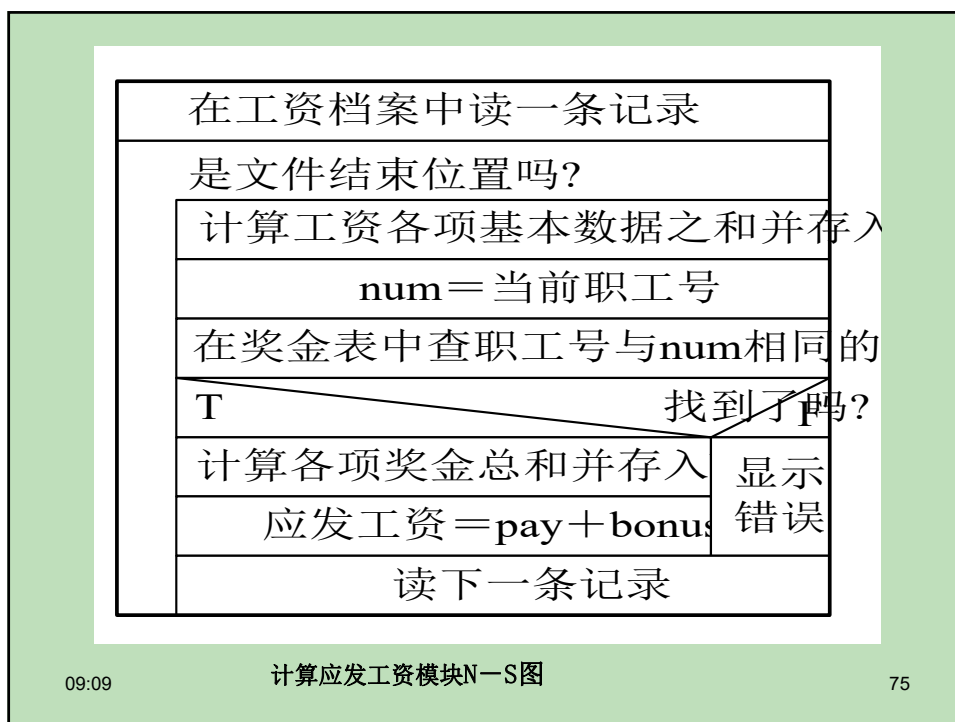 在工资档案中读一条记录
是文件结束位置吗?
计算工资各项基本数据之和并存入
num＝当前职工号
在奖金表中查职工号与num相同的
T 找到了吗? F
计算各项奖金总和并存入
显示
错误
应发工资＝pay＋bonus
读下一条记录
09:09
计算应发工资模块N－S图
75